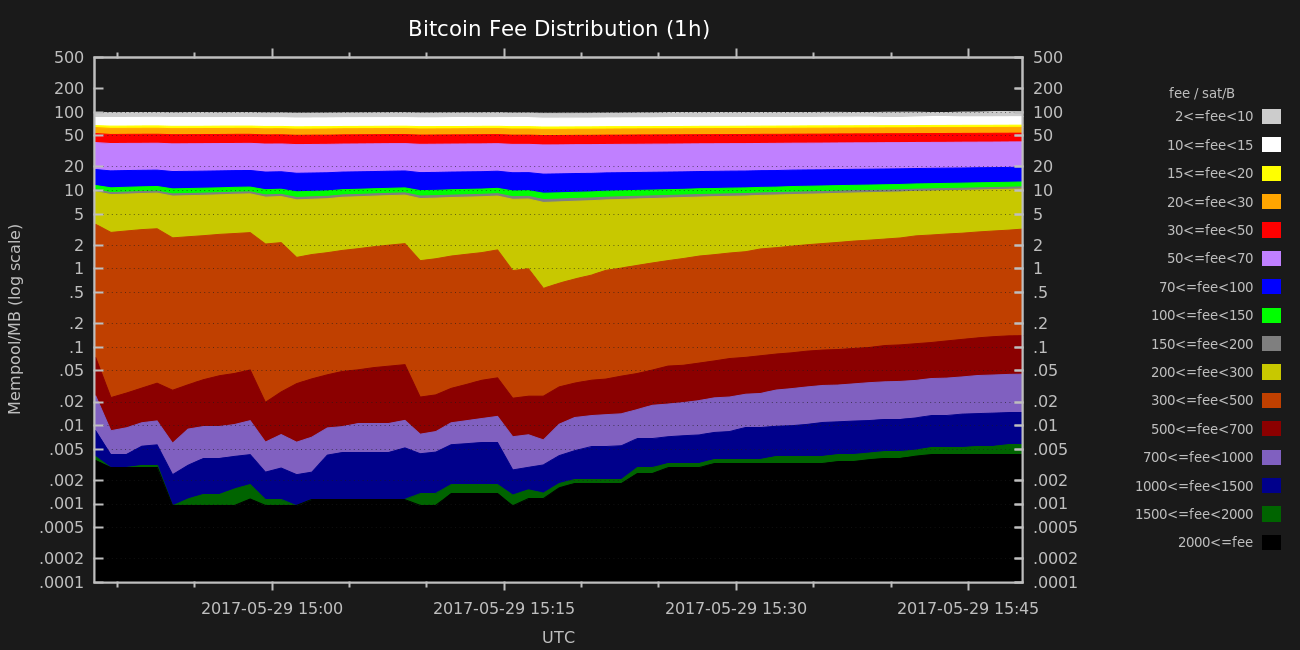 Bitcoin Fee Distribution (1h)
Mempool/MB (log scale)
500
200
100
50
20
10
5
2
1
.5
.2
.1
.05
.02
.01
.005
.002
.001
.0005
.0002
.0001
500
200
100
50
20
10
5
2
1
.5
.2
.1
.05
.02
.01
.005
.002
.001
.0005
.0002
.0001
2017-05-29 15:00
2017-05-29 15:15
2017-05-29 15:30
2017-05-29 15:45
UTC
fee / sat/B
2<=fee<10
10<=fee<15
15<=fee<20
20<=fee<30
30<=fee<50
50<=fee<70
70<=fee<100
100<=fee<150
150<=fee<200
200<=fee<300
300<=fee<500
500<=fee<700
700<=fee<1000
1000<=fee<1500
1500<=fee<2000
2000<=fee